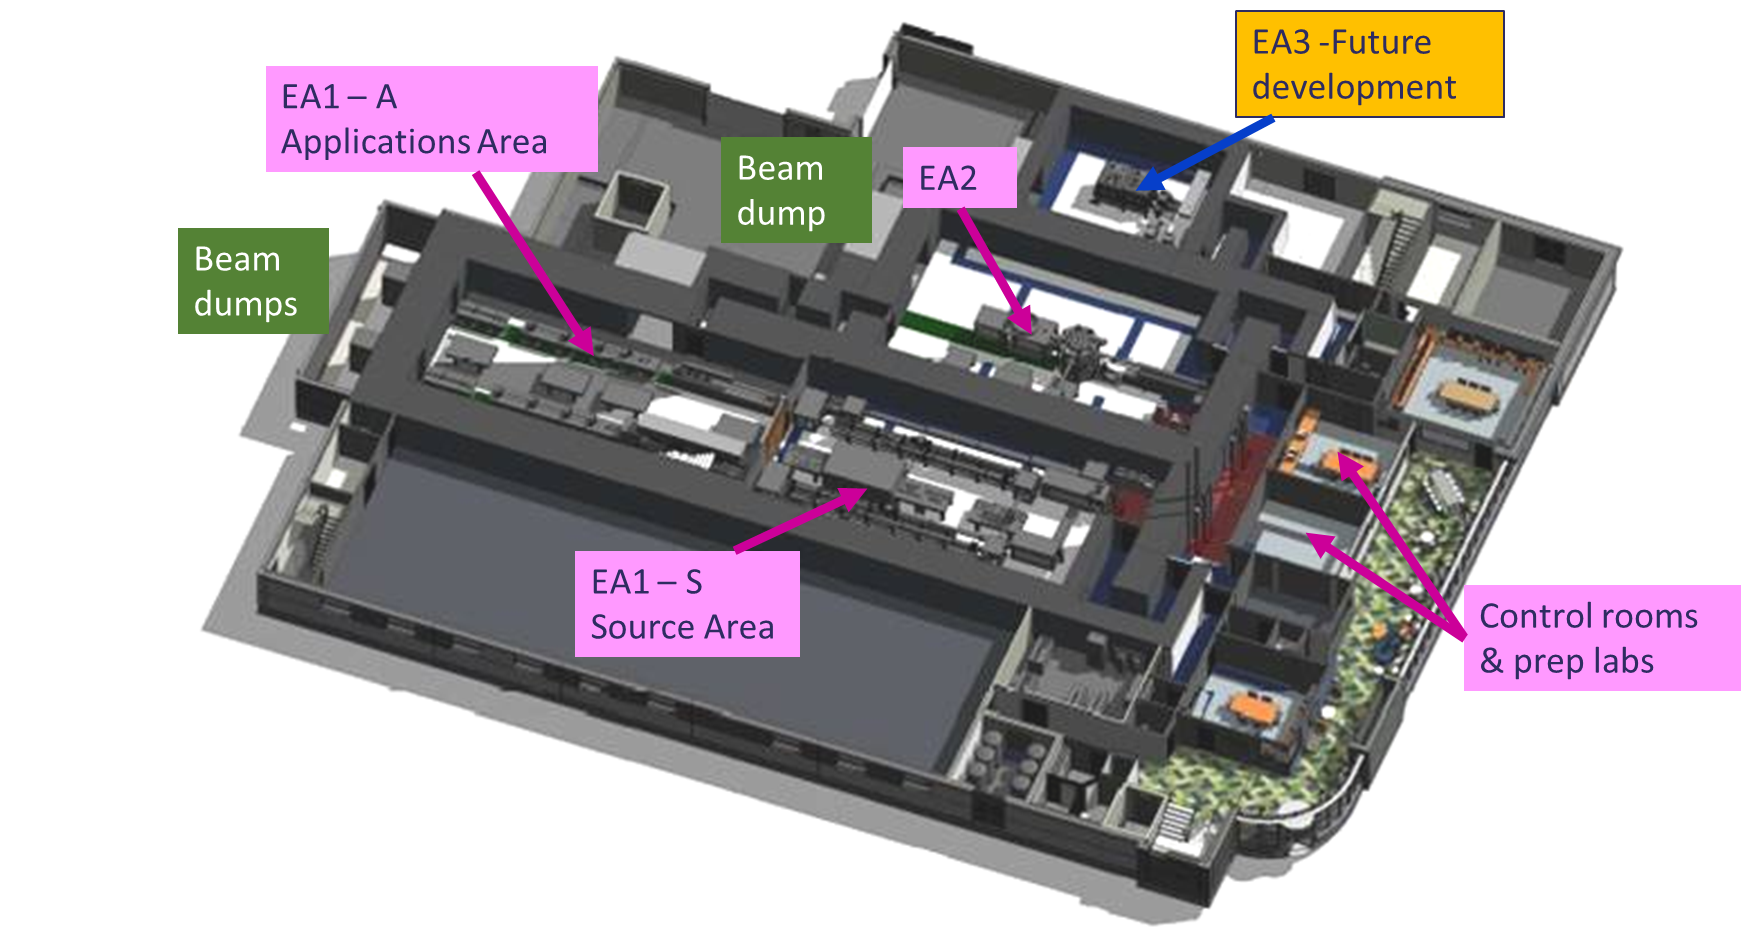 EA3 -Future
development
EA1 – A
Applications Area
Beam
dump
EA2
Beam
dumps
EA1 – S
Source Area
Control rooms
& prep labs